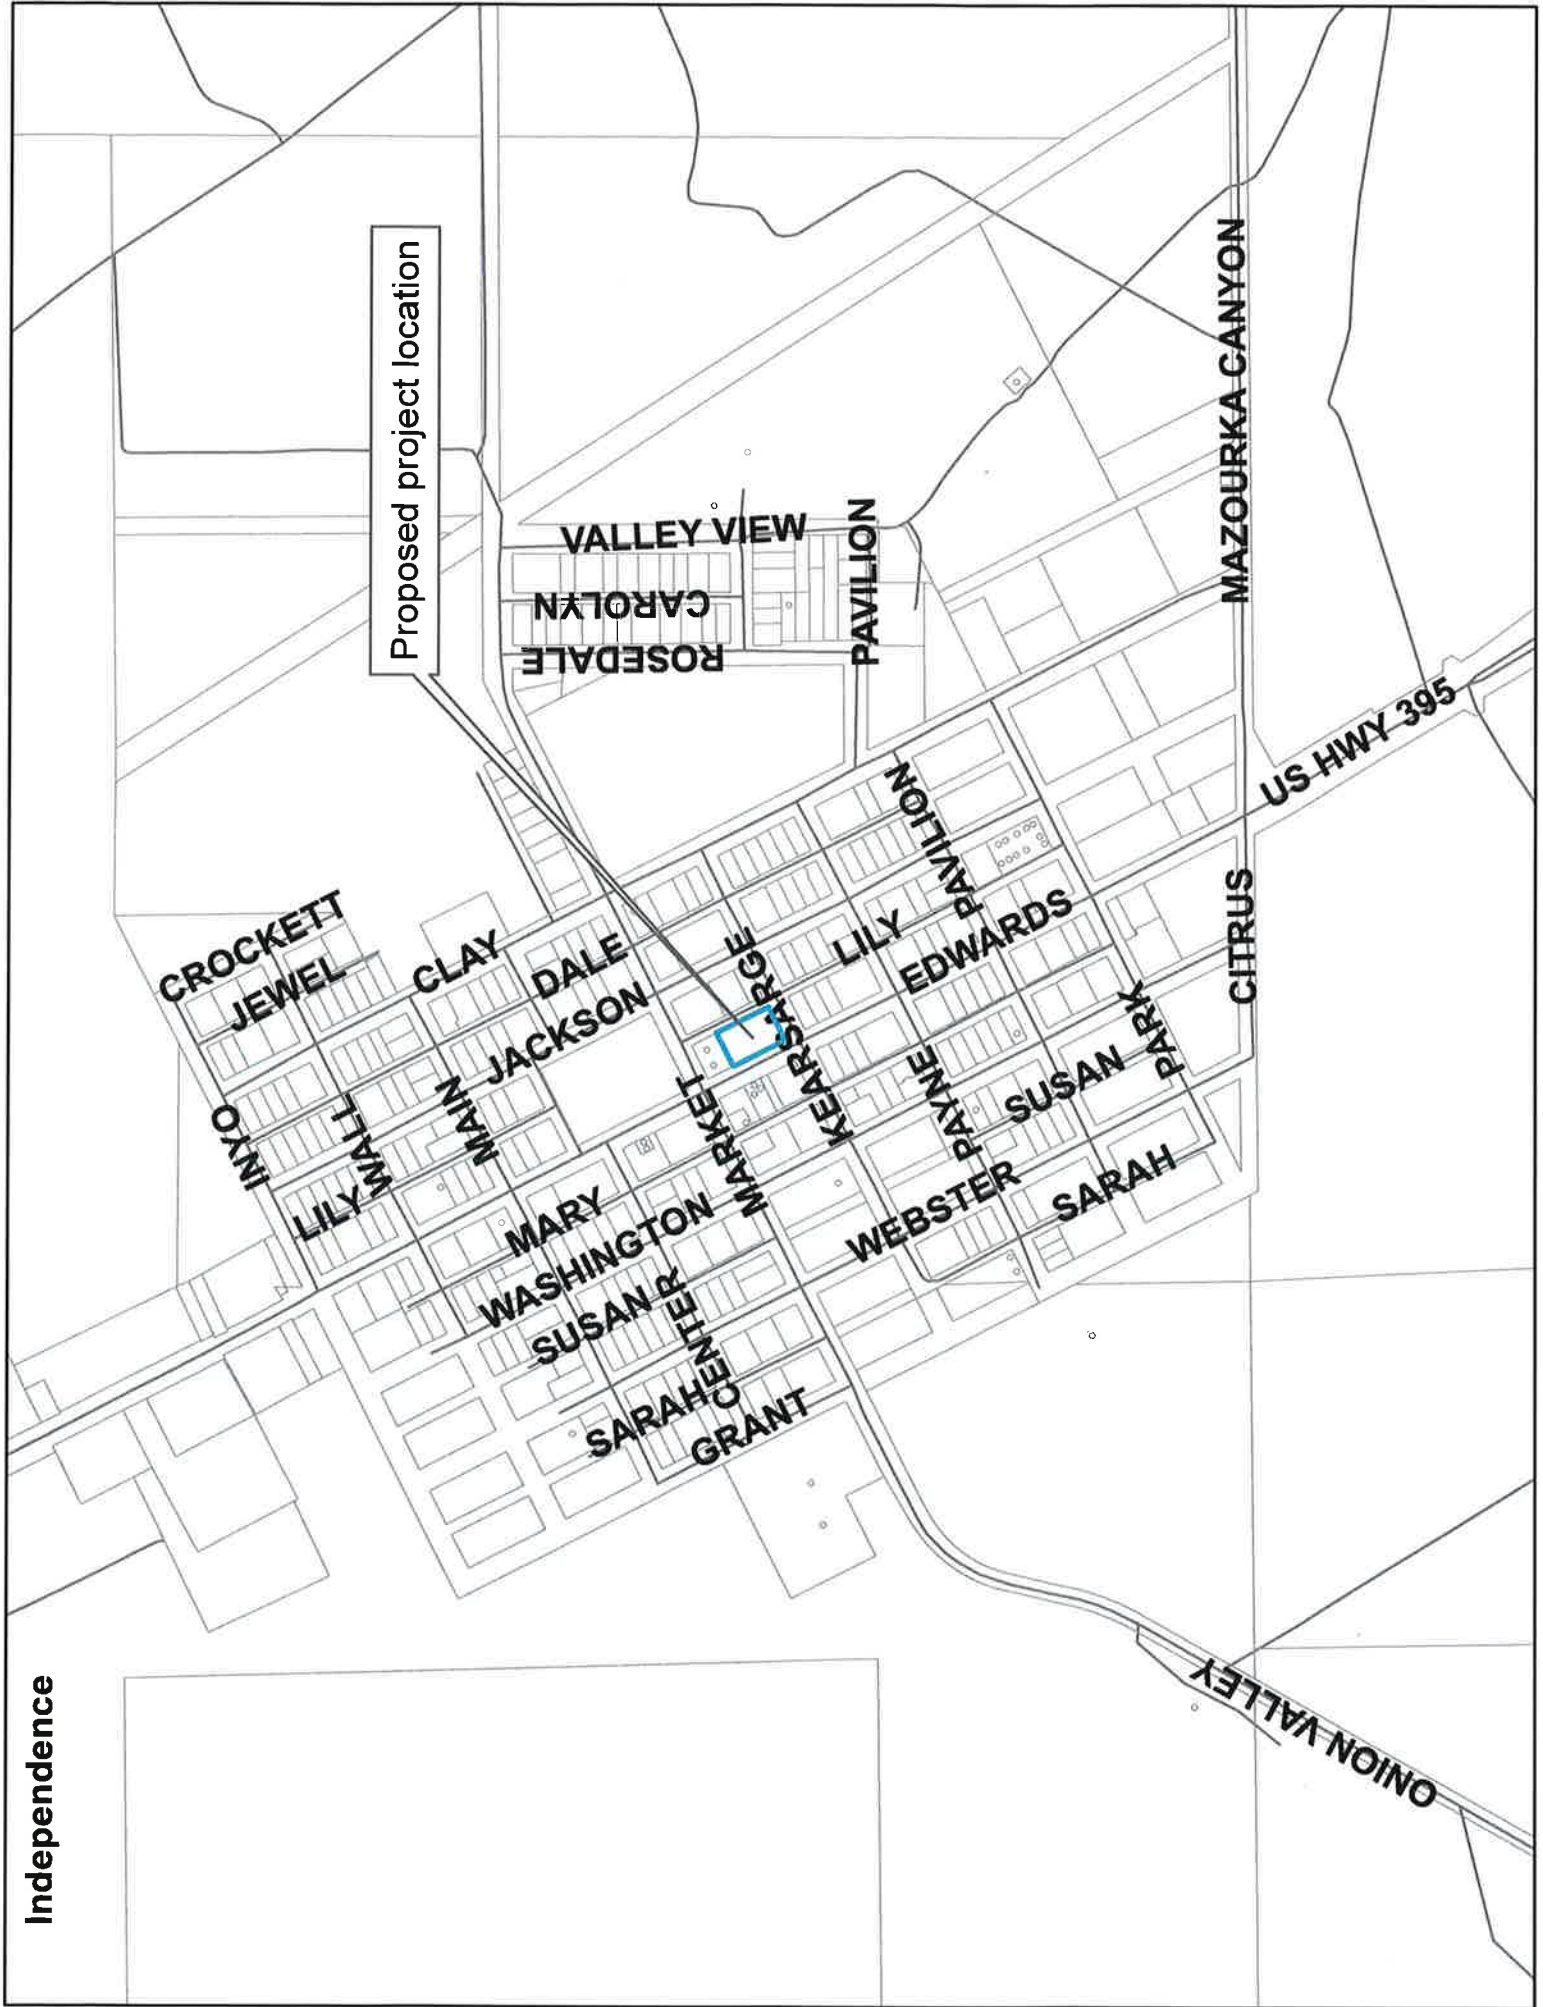 Independence
Proposed project location
CROCKETT
JEWEL
CLAY
DALE
JACKSON
INYO
WALL
MAIN
LILY
MARY
WASHINGTON
SUSAN R
CENTER
SARAH
GRANT
MARKET
KEARSARGE
KEARS
LILY
EDWARDS
PAVILION
PAVILION
PAYNE
SUSAN
PARK
WEBSTER
SARAH
VALLEY VIEW
CAROLYN
ROSEDALE
PAVILION
MAZOURKA CANYON
US HWY 395
CITRUS
ONION VALLEY